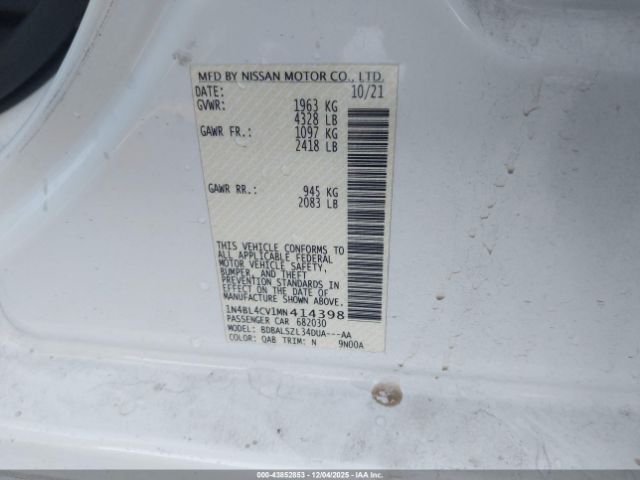 MFD BY NISSAN MOTOR CO., LTD.
DATE: 10/21
GVWR: 1963 KG
4328 LB
GAWR FR.: 1097 KG
2418 LB
GAWR RR.: 945 KG
2083 LB
THIS VEHICLE CONFORMS TO
ALL APPLICABLE FEDERAL
MOTOR VEHICLE SAFETY,
BUMPER, AND THEFT
PREVENTION STANDARDS
IN EFFECT ON THE DATE OF
MANUFACTURE SHOWN ABOVE.
1N4BL4CV1MN414398
PASSENGER CAR 682030
MODEL: BDBALSZL34DUA---AA
COLOR: QAB TRIM: N 9N00A
000-43852853 - 12/04/2025 - IAAI.com